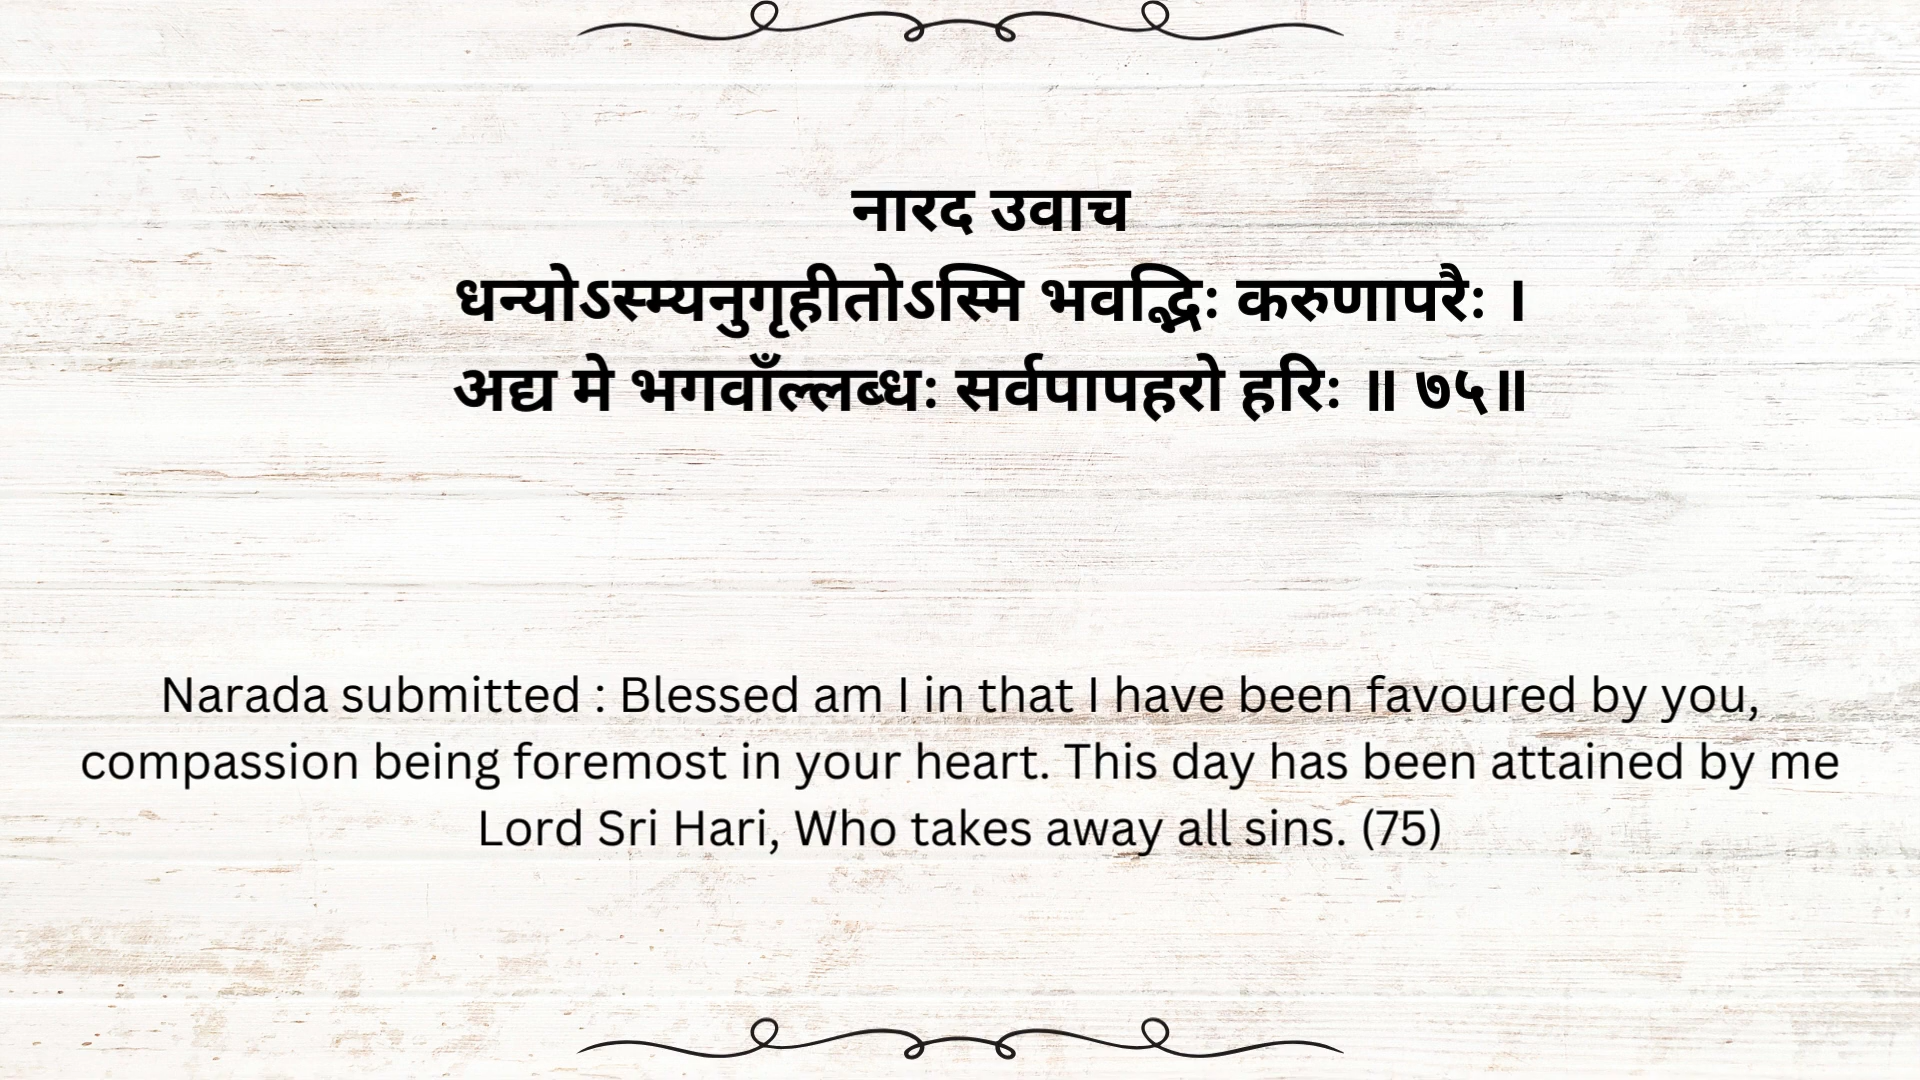 नारद उवाच
धन्योऽस्म्यनुगृहीतोऽस्मि भवद्भिः करुणापरैः ।
अद्य मे भगवाँल्लब्धः सर्वपापहरो हरिः ॥ ७५॥
Narada submitted : Blessed am I in that I have been favoured by you,
compassion being foremost in your heart. This day has been attained by me
Lord Sri Hari, Who takes away all sins. (75)